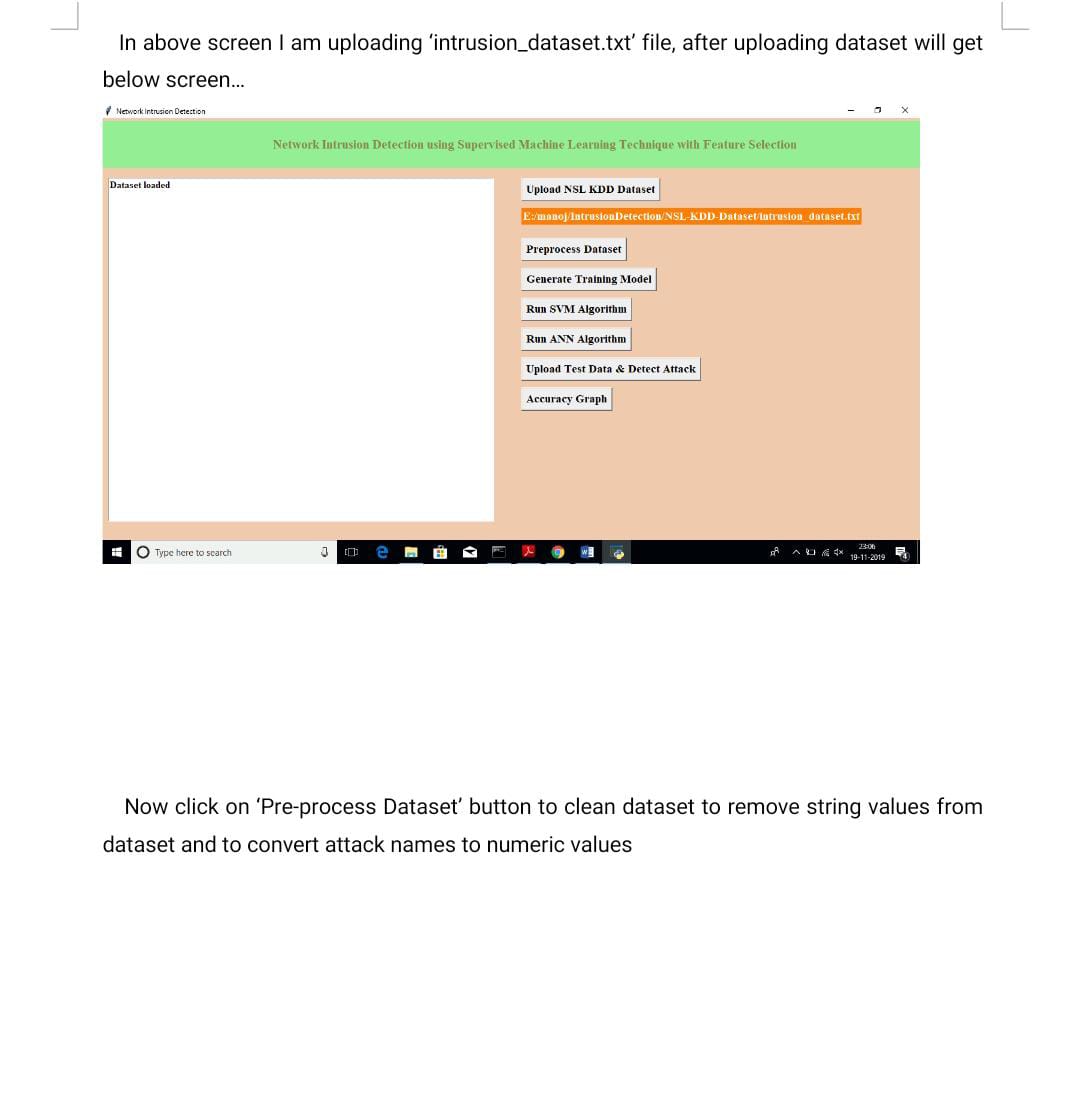 In above screen I am uploading ‘intrusion_dataset.txt’ file, after uploading dataset will get
below screen…
Network Intrusion Detection
Network Intrusion Detection using Supervised Machine Learning Technique with Feature Selection
Dataset loaded
Upload NSL KDD Dataset
E:/manoj/IntrusionDetection/NSL-KDD-Dataset/intrusion_dataset.txt
Preprocess Dataset
Generate Training Model
Run SVM Algorithm
Run ANN Algorithm
Upload Test Data & Detect Attack
Accuracy Graph
Type here to search
23:06
19-11-2019
4
Now click on ‘Pre-process Dataset’ button to clean dataset to remove string values from
dataset and to convert attack names to numeric values